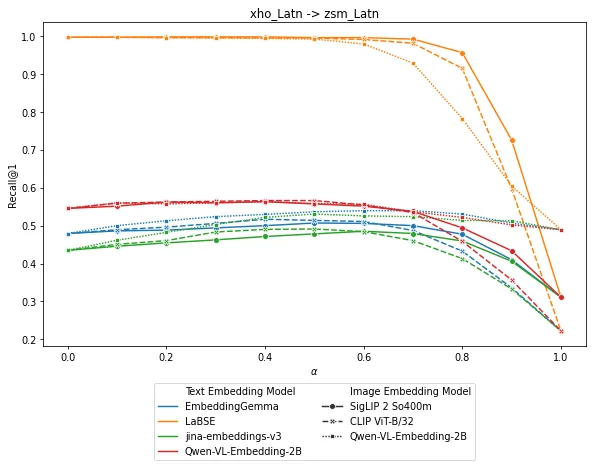 xho_Latn -> zsm_Latn
Recall@1
1.0
0.9
0.8
0.7
0.6
0.5
0.4
0.3
0.2
0.0 0.2 0.4 0.6 0.8 1.0
α
Text Embedding Model
EmbeddingGemma
LaBSE
jina-embeddings-v3
Qwen-VL-Embedding-2B
Image Embedding Model
SigLIP 2 So400m
CLIP ViT-B/32
Qwen-VL-Embedding-2B